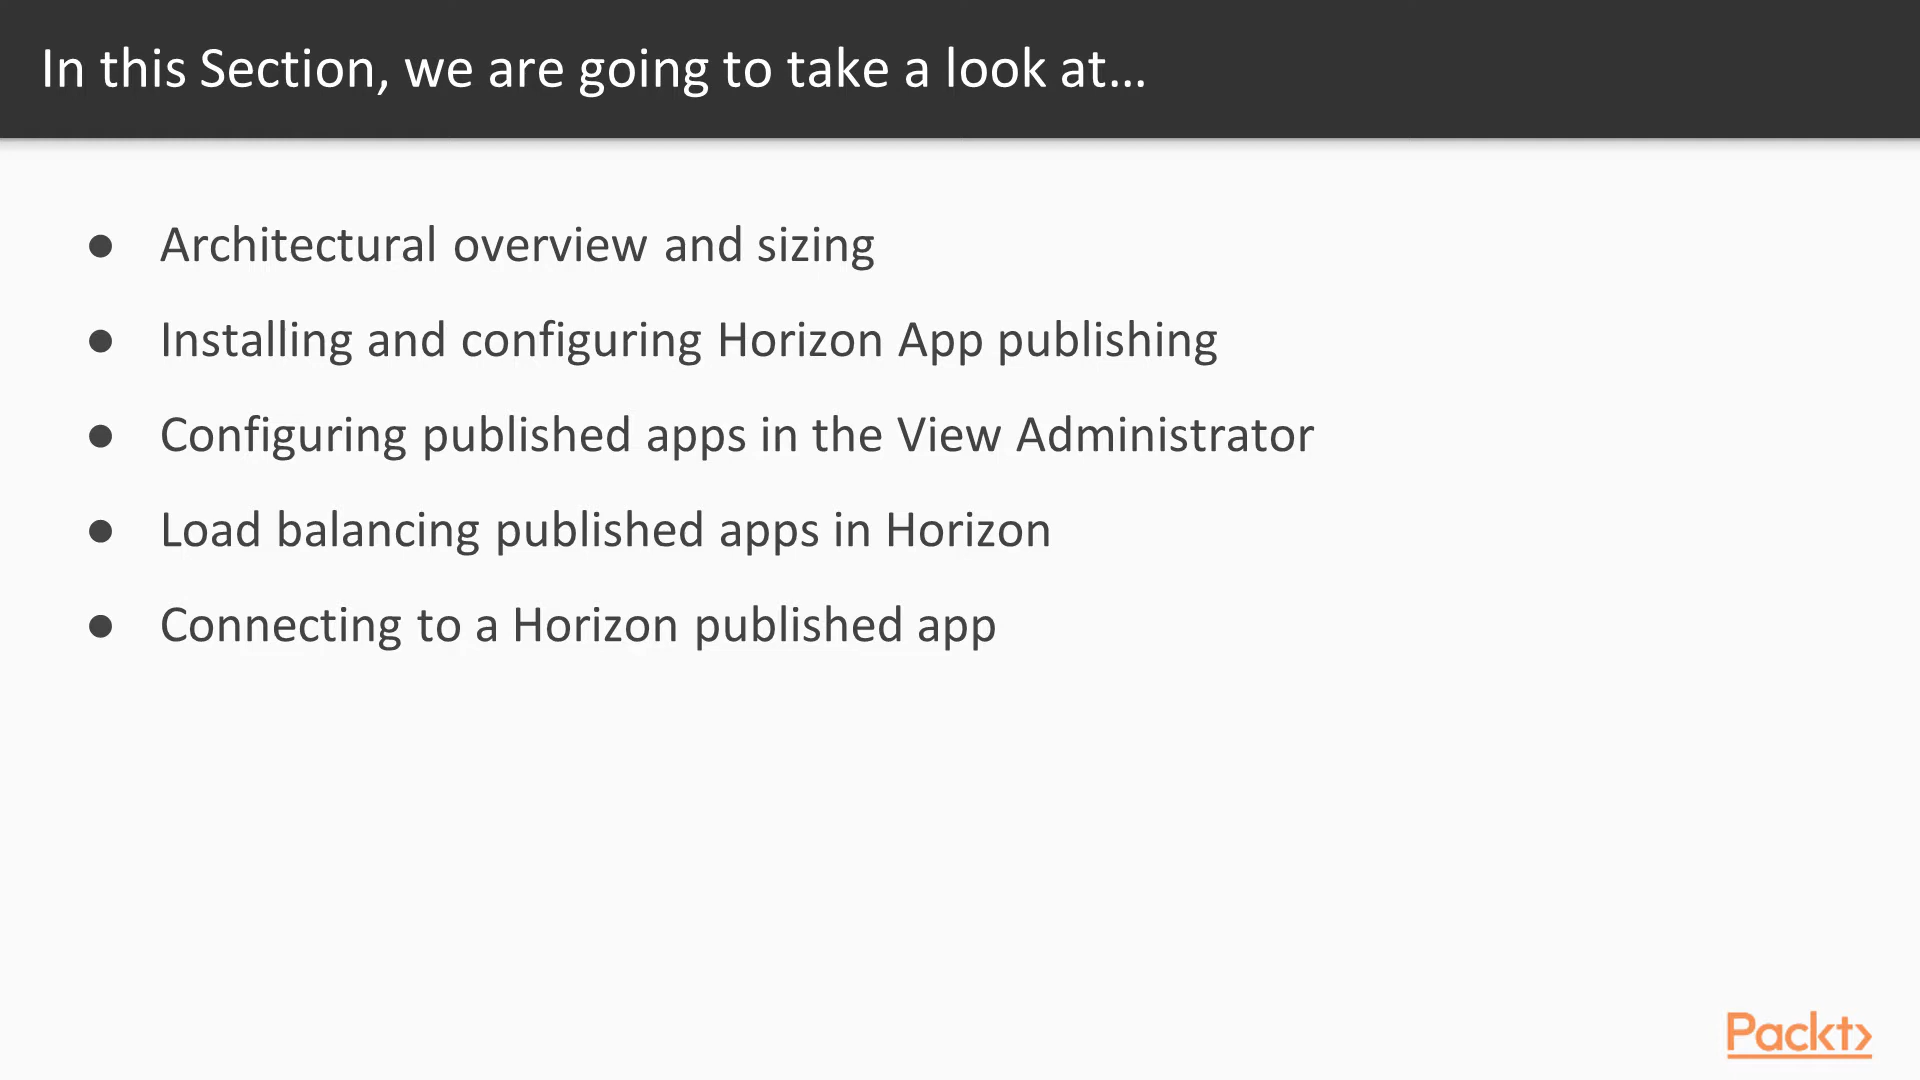 In this Section, we are going to take a look at...
● Architectural overview and sizing
● Installing and configuring Horizon App publishing
● Configuring published apps in the View Administrator
● Load balancing published apps in Horizon
● Connecting to a Horizon published app
Packt>